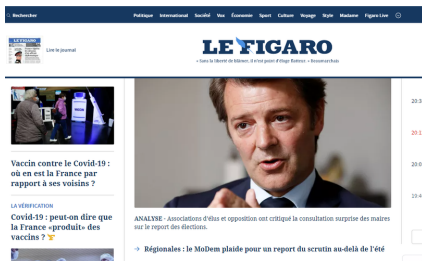 Rechercher
Politique International Société Vox Économie Sport Culture Voyage Style Madame Figaro Live
LE FIGARO
Lire le journal
LE FIGARO
« Sans la liberté de blâmer, il n'est point d'éloge flatteur. » Beaumarchais
Vaccin contre le Covid-19 :
où en est la France par
rapport à ses voisins ?
LA VÉRIFICATION
Covid-19 : peut-on dire que
la France «produit» des
vaccins ?
ANALYSE - Associations d'élus et opposition ont critiqué la consultation surprise des maires
sur le report des élections.
→ Régionales : le MoDem plaide pour un report du scrutin au-delà de l'été